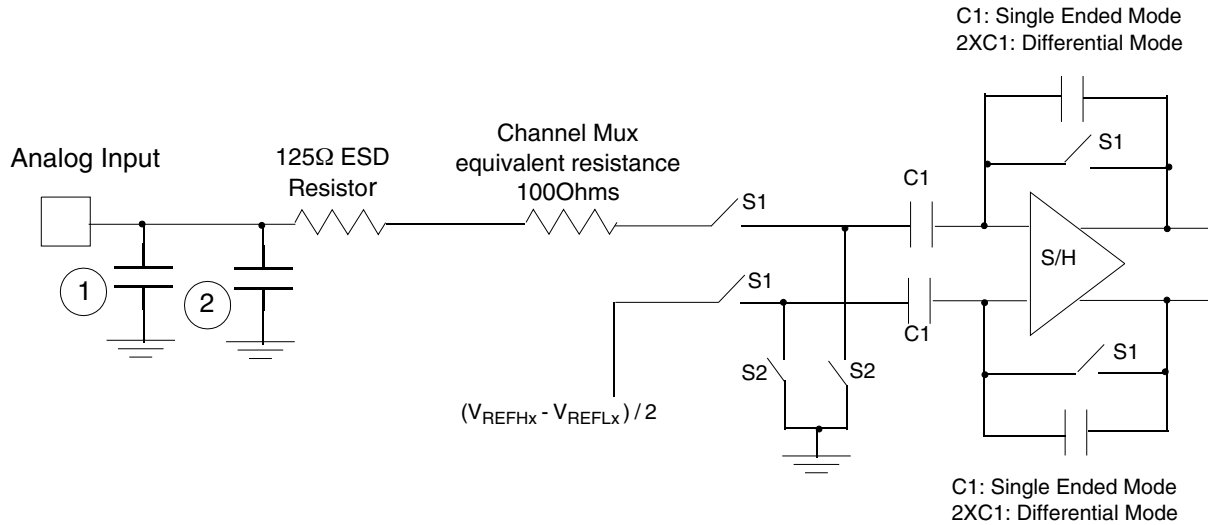 C1: Single Ended Mode
2XC1: Differential Mode
Analog Input
125Ω ESD
Resistor
Channel Mux
equivalent resistance
100Ohms
S1
C1
S1
S/H
1
2
S1
C1
S1
S2
S2
(VREFHx - VREFLx) / 2
C1: Single Ended Mode
2XC1: Differential Mode